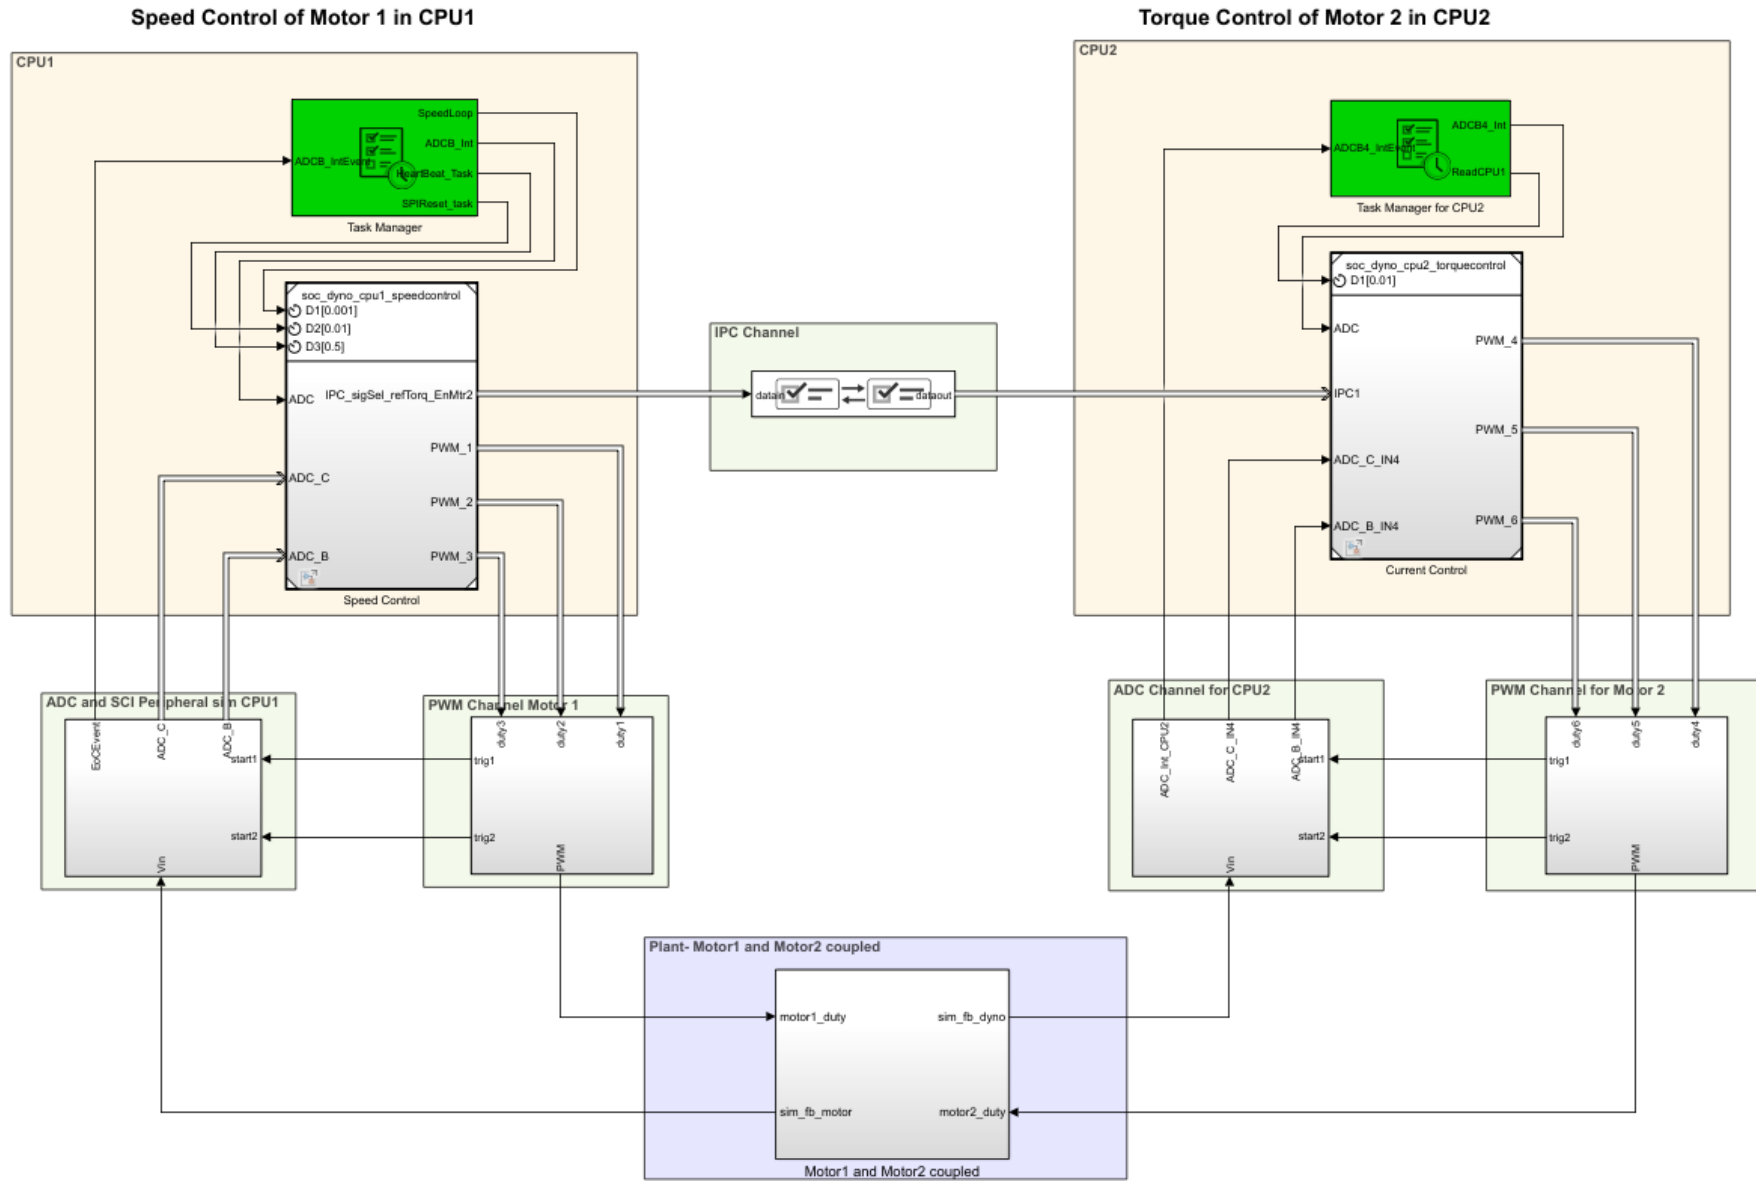 Speed Control of Motor 1 in CPU1
Torque Control of Motor 2 in CPU2
CPU1
SpeedLoop
ADCB_Int
ADCB_IntEvent
HeartBeat_Task
SPIReset_task
Task Manager
soc_dyno_cpu1_speedcontrol
D1[0.001]
D2[0.01]
D3[0.5]
ADC
IPC_sigSel_refTorq_EnMtr2
PWM_1
ADC_C
PWM_2
ADC_B
PWM_3
Speed Control
IPC Channel
datain
dataout
CPU2
ADCB4_Int
ADCB4_IntEvent
ReadCPU1
Task Manager for CPU2
soc_dyno_cpu2_torquecontrol
D1[0.01]
ADC
PWM_4
IPC1
PWM_5
ADC_C_IN4
PWM_6
ADC_B_IN4
Current Control
ADC and SCI Peripheral sim CPU1
EoCEvent
ADC_C
ADC_B
start1
start2
Vin
PWM Channel Motor 1
duty3
duty2
duty1
trig1
trig2
PWM
ADC Channel for CPU2
ADC_Int_CPU2
ADC_C_IN4
ADC_B_IN4
start1
start2
Vin
PWM Channel for Motor 2
duty6
duty5
duty4
trig1
trig2
PWM
Plant- Motor1 and Motor2 coupled
motor1_duty
sim_fb_dyno
sim_fb_motor
motor2_duty
Motor1 and Motor2 coupled